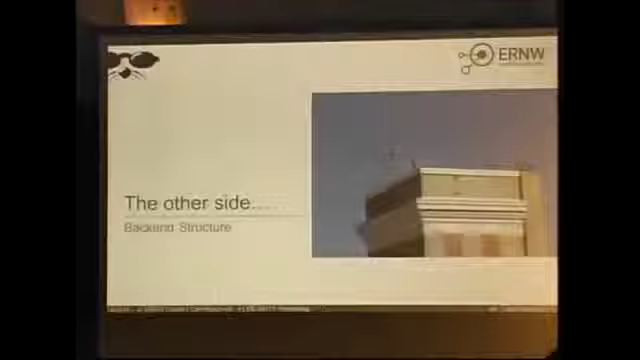 ERNW
The other side.....
Backend Structure